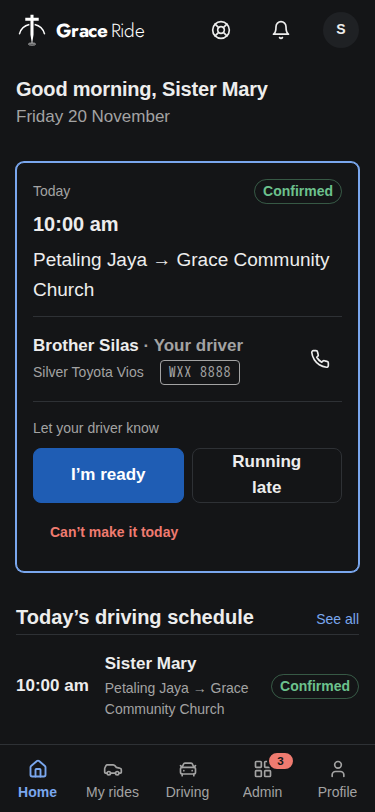 Grace Ride
S
Good morning, Sister Mary
Friday 20 November
Today
Confirmed
10:00 am
Petaling Jaya → Grace Community
Church
Brother Silas · Your driver
Silver Toyota Vios
WXX 8888
Let your driver know
I’m ready
Running
late
Can’t make it today
Today’s driving schedule
See all
Sister Mary
10:00 am
Petaling Jaya → Grace
Community Church
Confirmed
3
Home
My rides
Driving
Admin
Profile